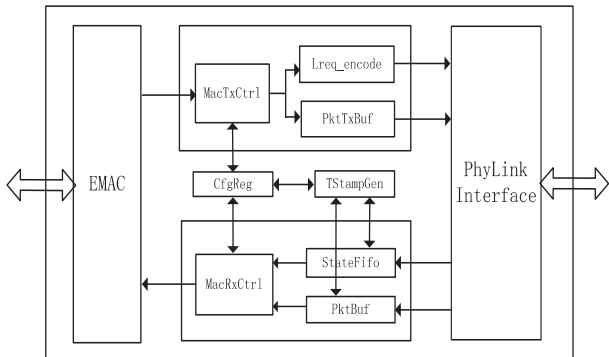 Lreq_encode
MacTxCtrl
PktTxBuf
EMAC
CfgReg
TStampGen
PhyLink
Interface
StateFifo
MacRxCtrl
PktBuf